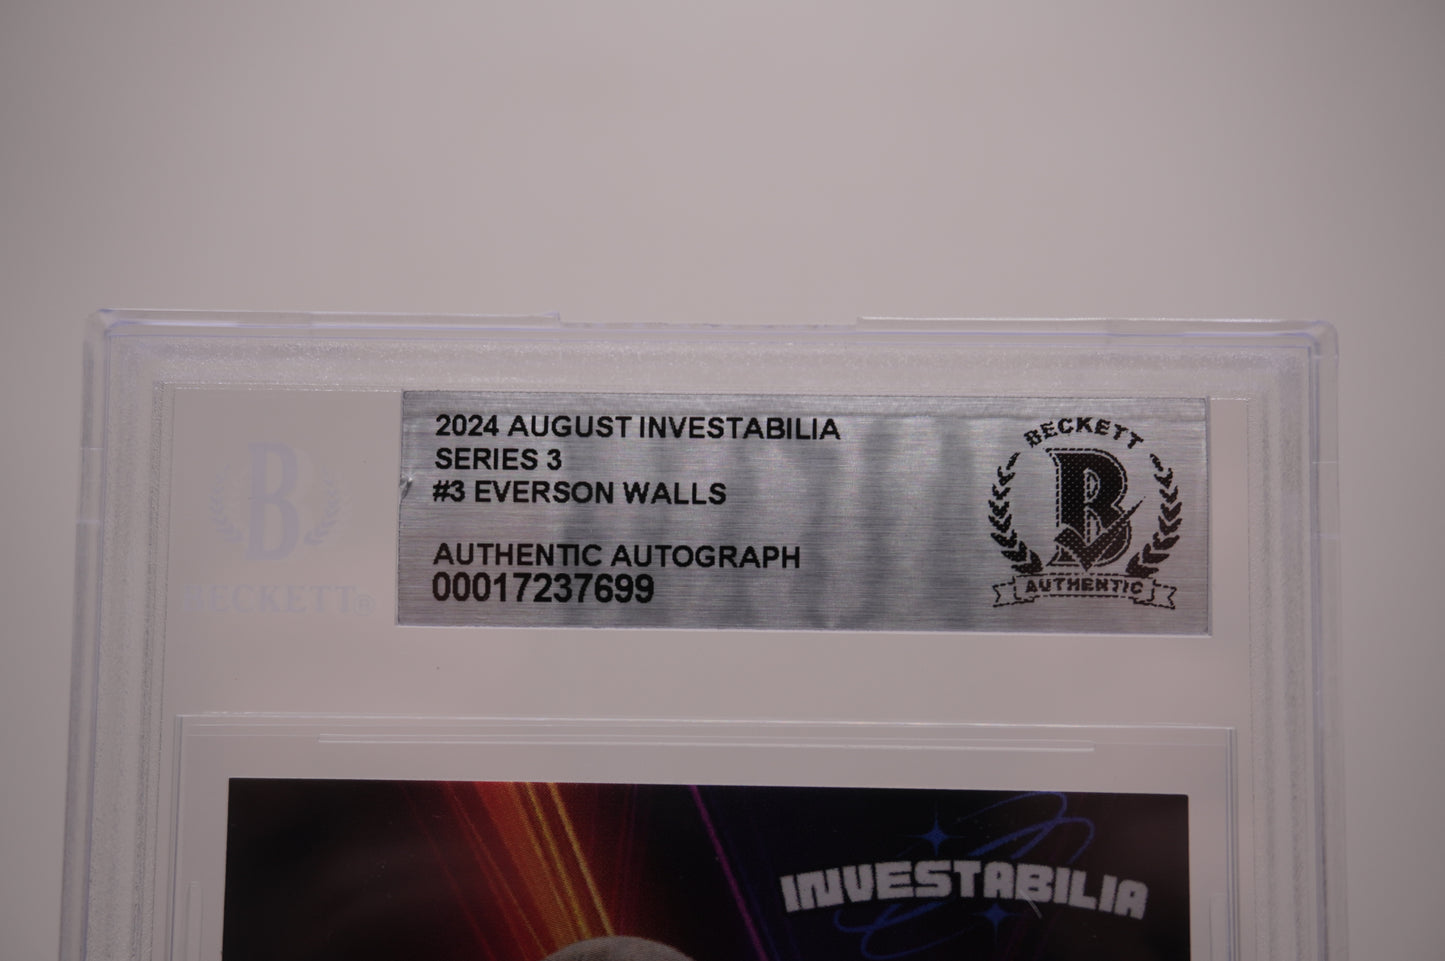 2024 AUGUST INVESTABILIA
SERIES 3
#3 EVERSON WALLS
AUTHENTIC AUTOGRAPH
00017237699
BECKETT
B
AUTHENTIC
B
BECKETT®
INVESTABILIA